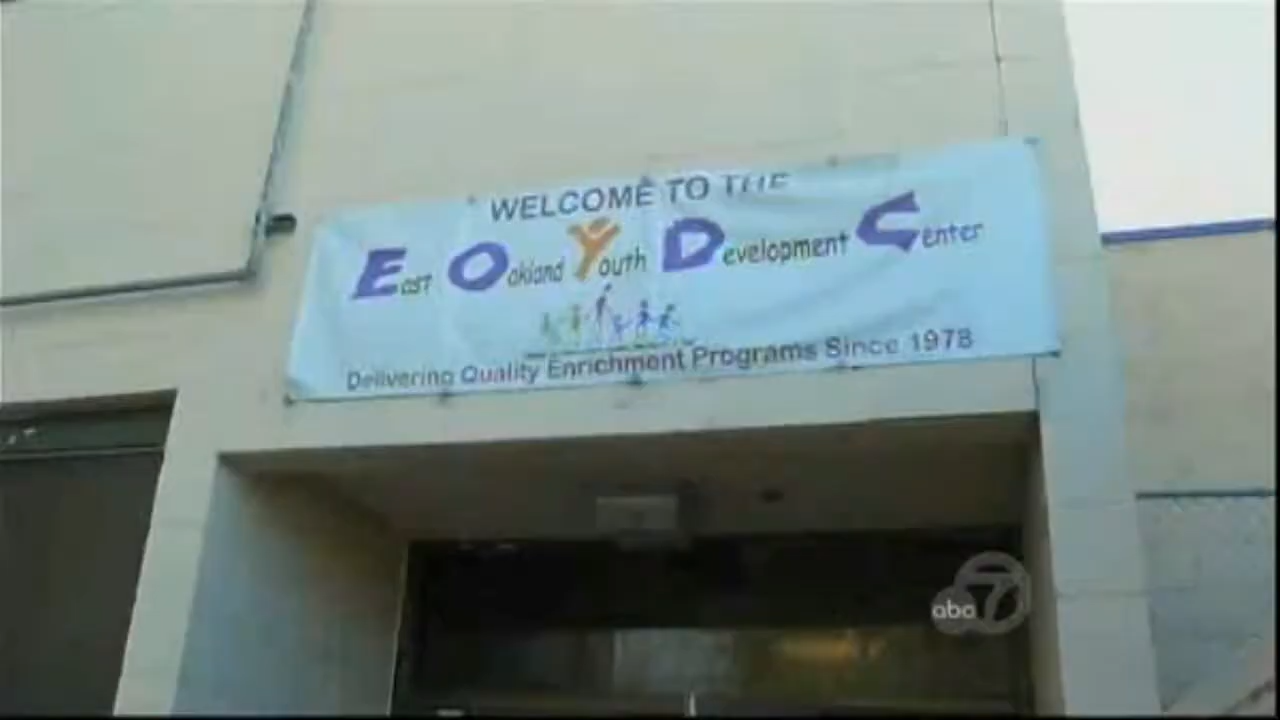 WELCOME TO THE
East Oakland Youth Development Center
Delivering Quality Enrichment Programs Since 1978
abc 7